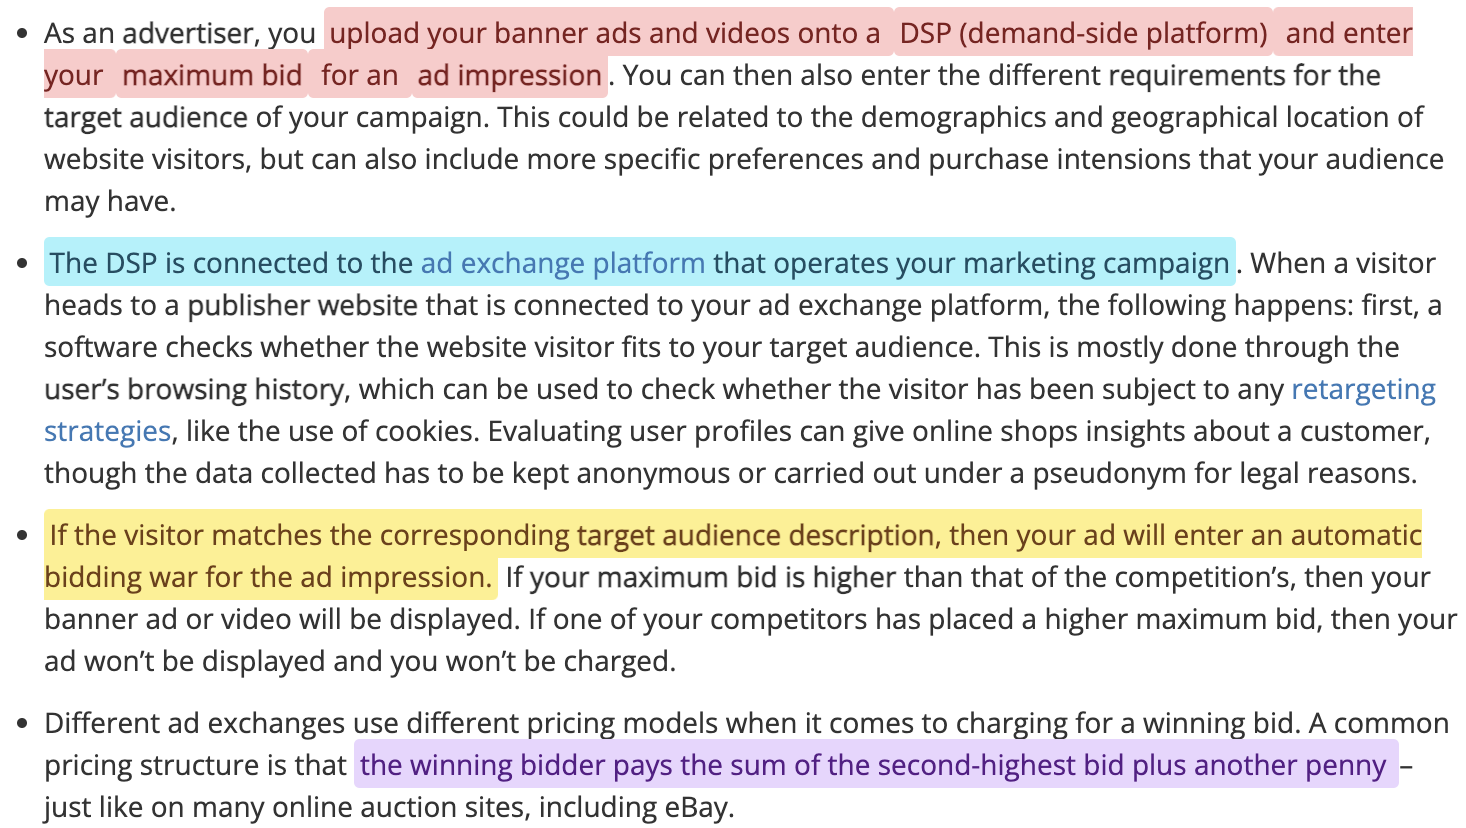 As an advertiser, you upload your banner ads and videos onto a DSP (demand-side platform) and enter
your maximum bid for an ad impression. You can then also enter the different requirements for the
target audience of your campaign. This could be related to the demographics and geographical location of
website visitors, but can also include more specific preferences and purchase intensions that your audience
may have.
The DSP is connected to the ad exchange platform that operates your marketing campaign. When a visitor
heads to a publisher website that is connected to your ad exchange platform, the following happens: first, a
software checks whether the website visitor fits to your target audience. This is mostly done through the
user’s browsing history, which can be used to check whether the visitor has been subject to any retargeting
strategies, like the use of cookies. Evaluating user profiles can give online shops insights about a customer,
though the data collected has to be kept anonymous or carried out under a pseudonym for legal reasons.
If the visitor matches the corresponding target audience description, then your ad will enter an automatic
bidding war for the ad impression. If your maximum bid is higher than that of the competition’s, then your
banner ad or video will be displayed. If one of your competitors has placed a higher maximum bid, then your
ad won’t be displayed and you won’t be charged.
Different ad exchanges use different pricing models when it comes to charging for a winning bid. A common
pricing structure is that the winning bidder pays the sum of the second-highest bid plus another penny –
just like on many online auction sites, including eBay.